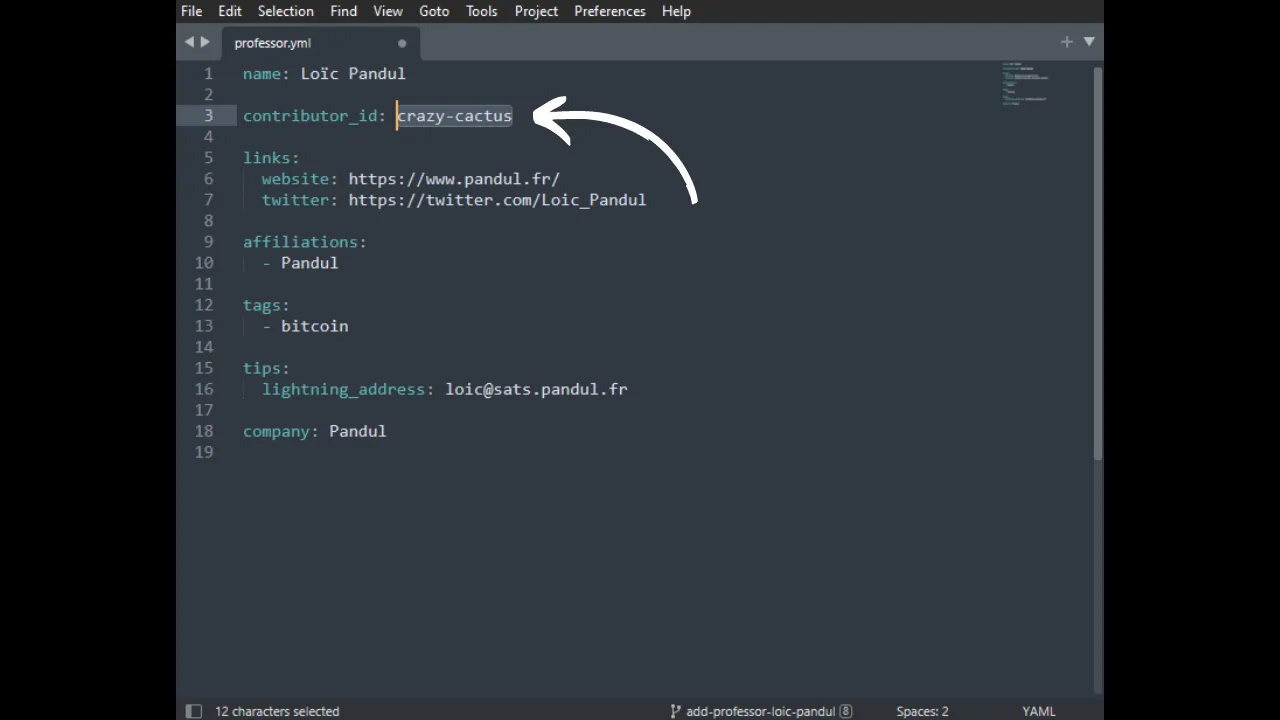 File Edit Selection Find View Goto Tools Project Preferences Help
professor.yml
1 name: Loïc Pandul
2
3 contributor_id: crazy-cactus
4
5 links:
6 website: https://www.pandul.fr/
7 twitter: https://twitter.com/Loic_Pandul
8
9 affiliations:
10 - Pandul
11
12 tags:
13 - bitcoin
14
15 tips:
16 lightning_address: loic@sats.pandul.fr
17
18 company: Pandul
19
12 characters selected add-professor-loic-pandul 8 Spaces: 2 YAML